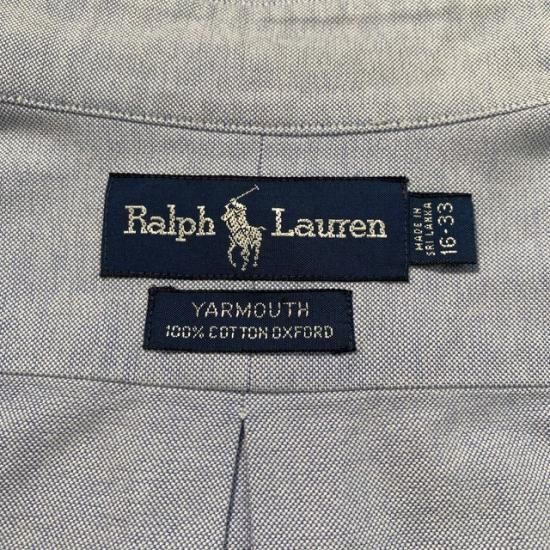 Ralph Lauren
MADE IN
SRI LANKA
16·33
YARMOUTH
100% COTTON OXFORD